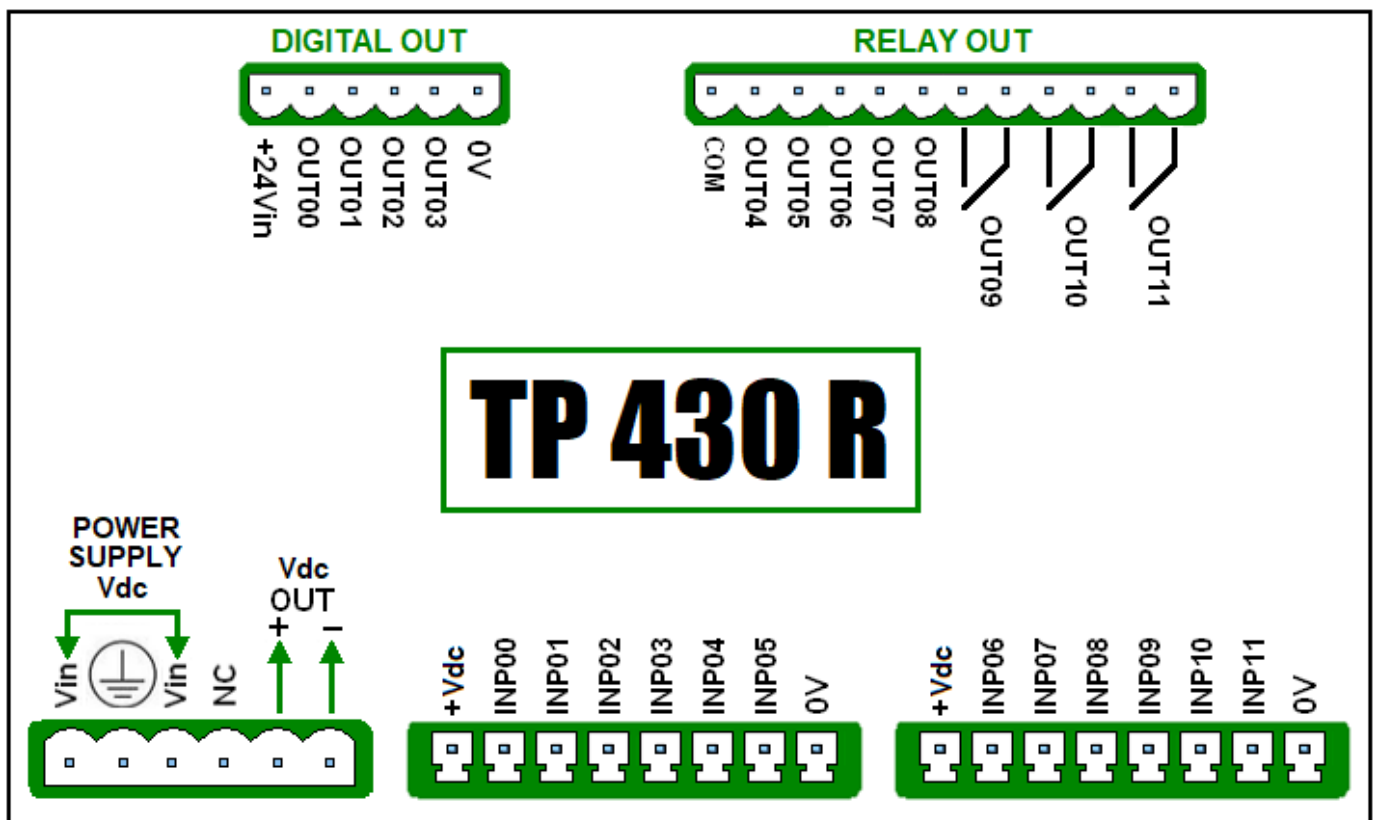 DIGITAL OUT
RELAY OUT
+24Vin
OUT00
OUT01
OUT02
OUT03
0V
COM
OUT04
OUT05
OUT06
OUT07
OUT08
OUT09
OUT10
OUT11
TP 430 R
POWER
SUPPLY
Vdc
Vin
Vin
NC
Vdc
OUT
+
−
+Vdc
INP00
INP01
INP02
INP03
INP04
INP05
0V
+Vdc
INP06
INP07
INP08
INP09
INP10
INP11
0V